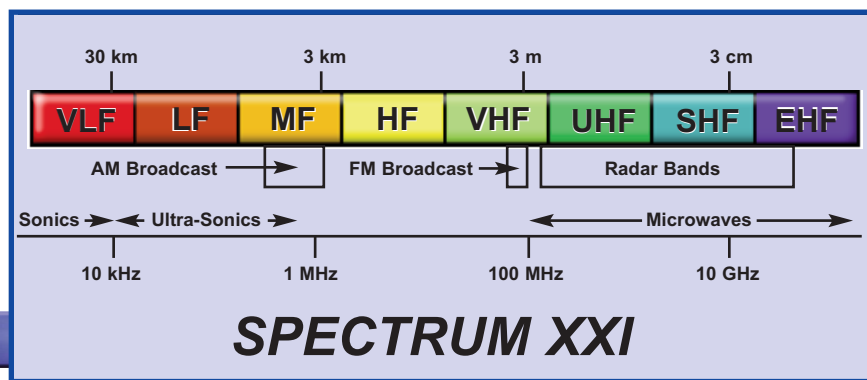 30 km 3 km 3 m 3 cm
VLF LF MF HF VHF UHF SHF EHF
AM Broadcast FM Broadcast Radar Bands
Sonics Ultra-Sonics Microwaves
10 kHz 1 MHz 100 MHz 10 GHz
SPECTRUM XXI